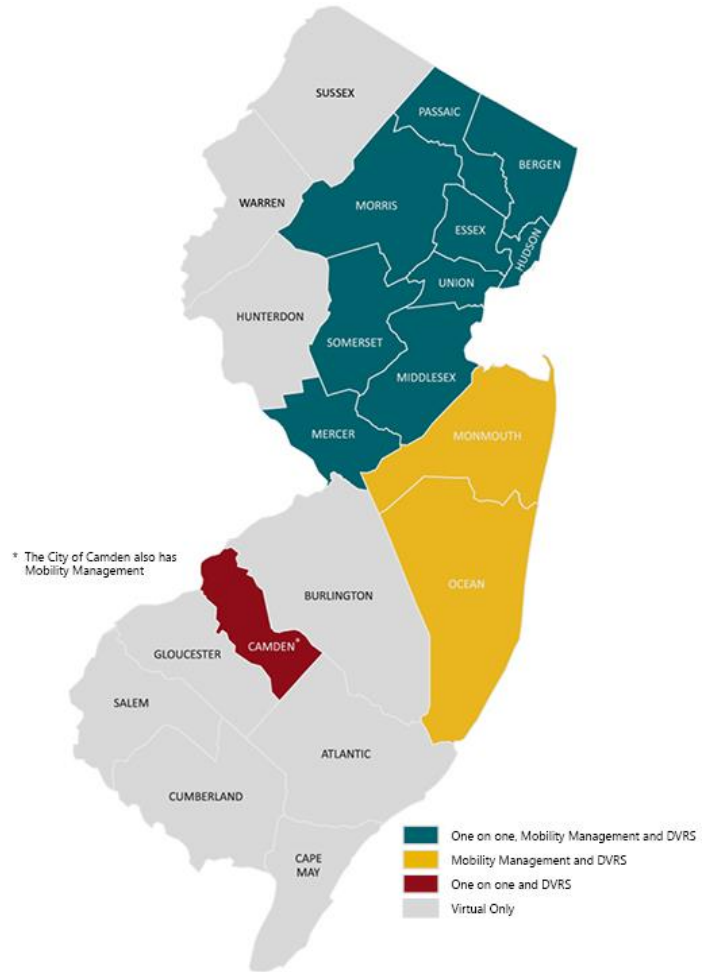 SUSSEX
PASSAIC
BERGEN
WARREN
MORRIS
ESSEX
HUDSON
UNION
HUNTERDON
SOMERSET
MIDDLESEX
MERCER
MONMOUTH
* The City of Camden also has
Mobility Management
OCEAN
BURLINGTON
CAMDEN*
GLOUCESTER
SALEM
ATLANTIC
CUMBERLAND
CAPE
MAY
One on one, Mobility Management and DVRS
Mobility Management and DVRS
One on one and DVRS
Virtual Only